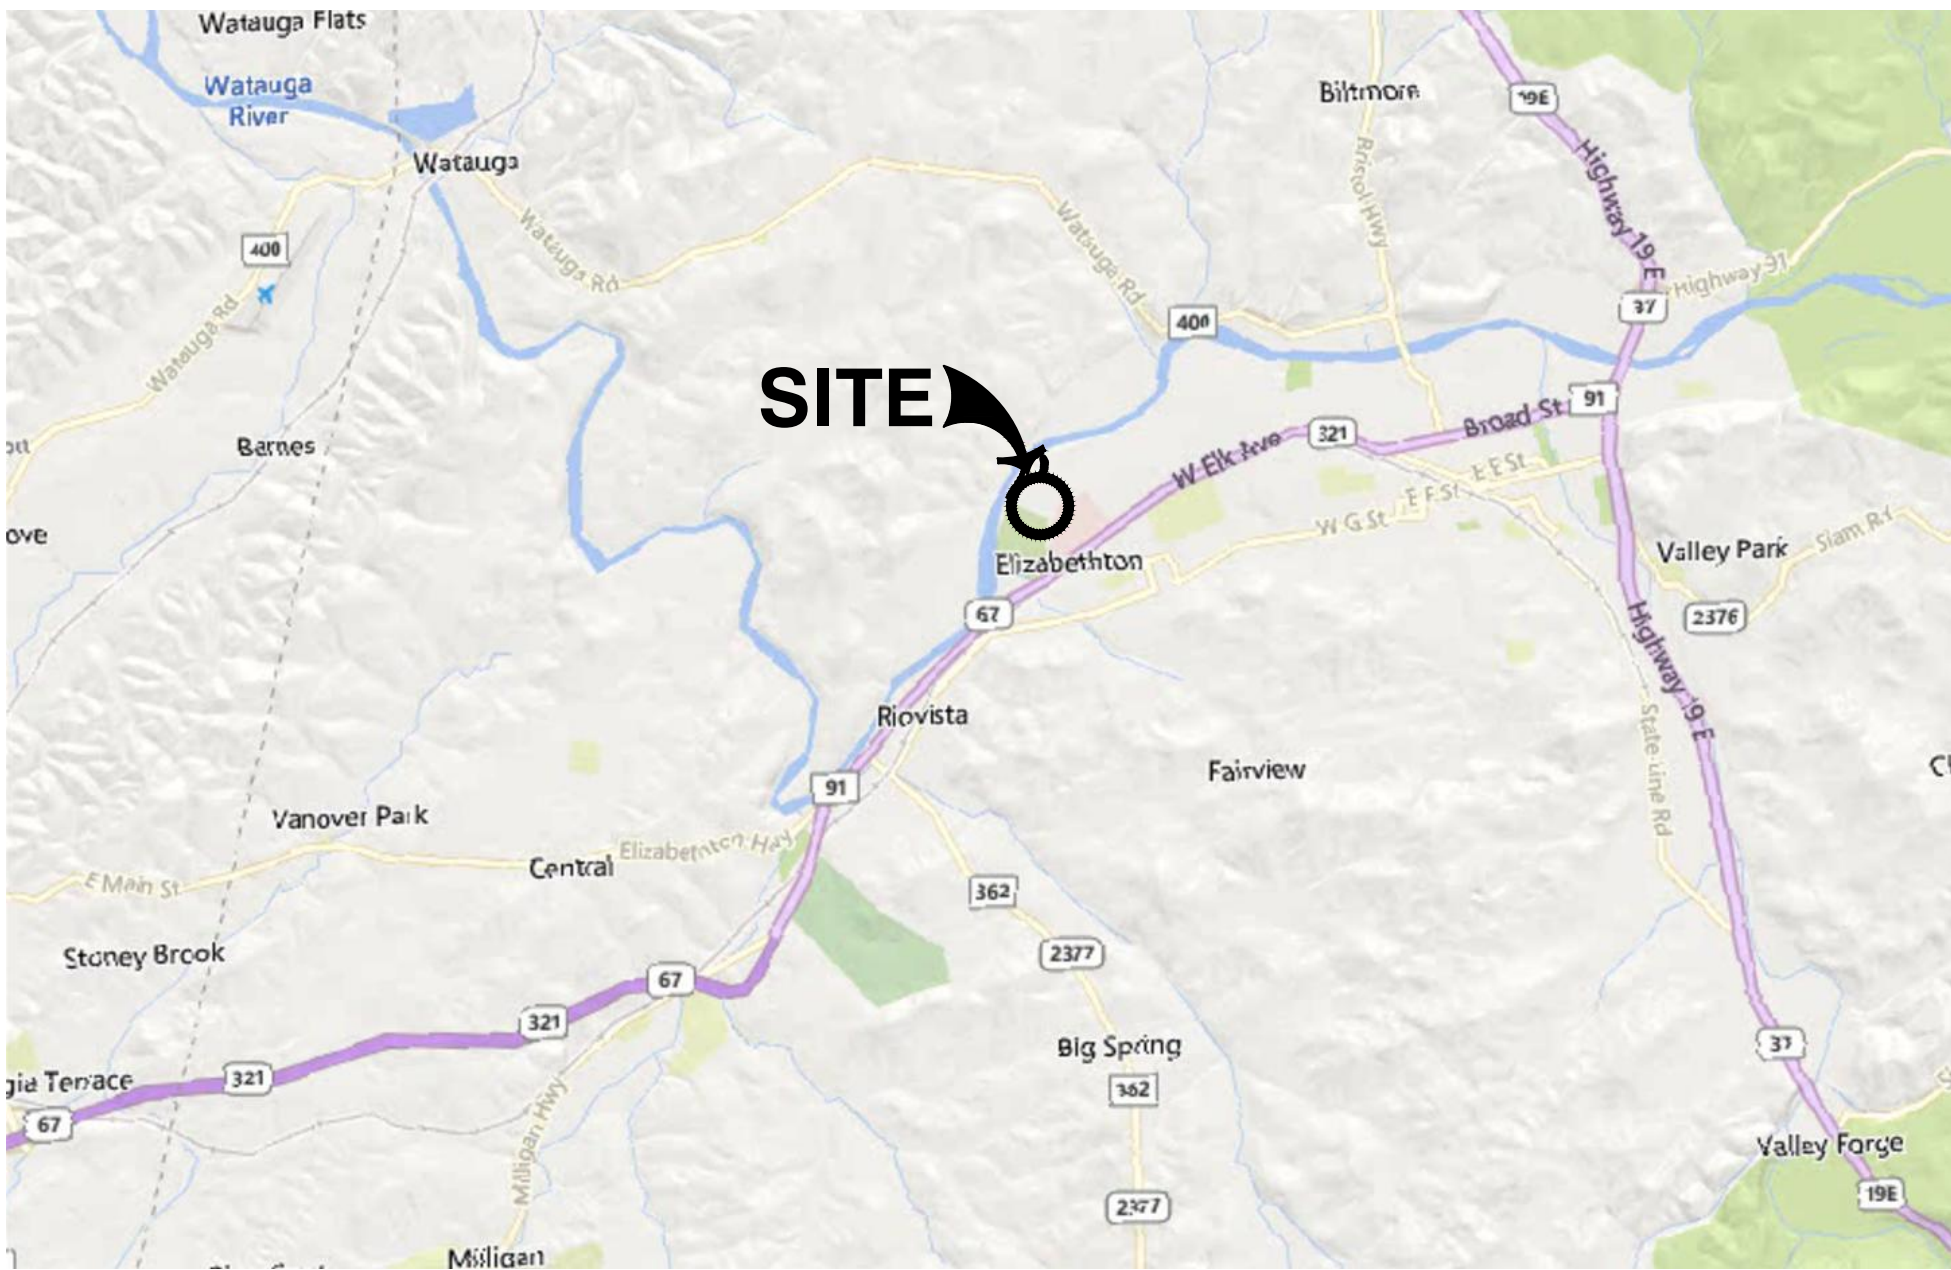 Watauga Flats
Watauga
River
Biltmore
19E
Watauga
Highway 19 E
Bristol Hwy
400
Watauga Rd
Watauga Rd
Watauga Rd
Highway 91
37
400
SITE
91
Broad St
321
W Elk Ave
Barnes
E E St
E F St
W G St
ove
Elizabethton
Valley Park
Siam Rd
67
2376
Highway 19 E
Riovista
State Line Rd
Fairview
91
Vanover Park
Elizabethton Hwy
Central
E Main St
362
Stoney Brook
2377
67
321
37
Big Spring
321
gia Terrace
362
67
Milligan Hwy
Valley Forge
19E
2377
Milligan